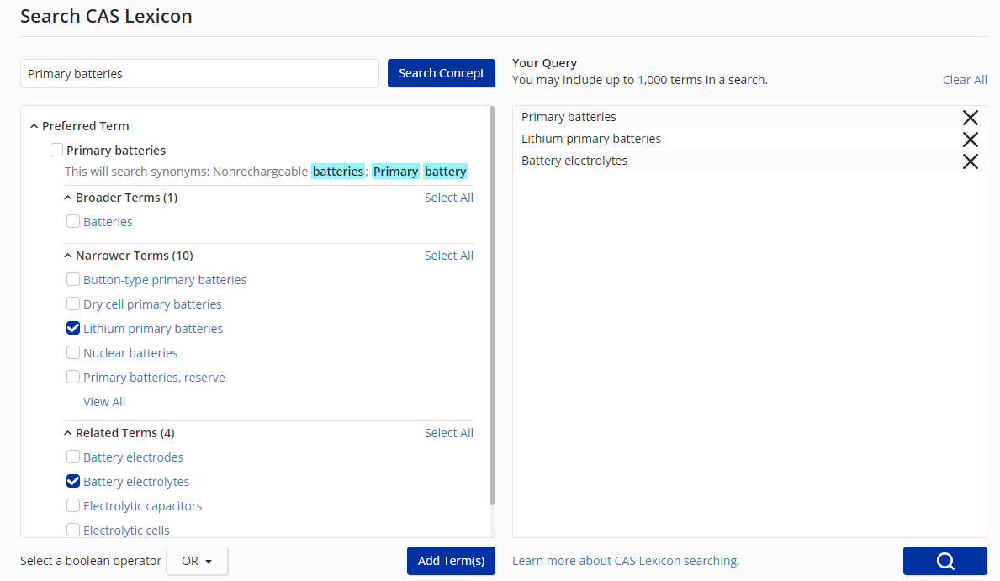 Search CAS Lexicon
Primary batteries
Search Concept
Your Query
You may include up to 1,000 terms in a search.
Clear All
Preferred Term
Primary batteries
This will search synonyms: Nonrechargeable batteries; Primary battery
Broader Terms (1)
Select All
Batteries
Narrower Terms (10)
Select All
Button-type primary batteries
Dry cell primary batteries
Lithium primary batteries
Nuclear batteries
Primary batteries, reserve
View All
Related Terms (4)
Select All
Battery electrodes
Battery electrolytes
Electrolytic capacitors
Electrolytic cells
Select a boolean operator
OR
Add Term(s)
Primary batteries
Lithium primary batteries
Battery electrolytes
Learn more about CAS Lexicon searching.